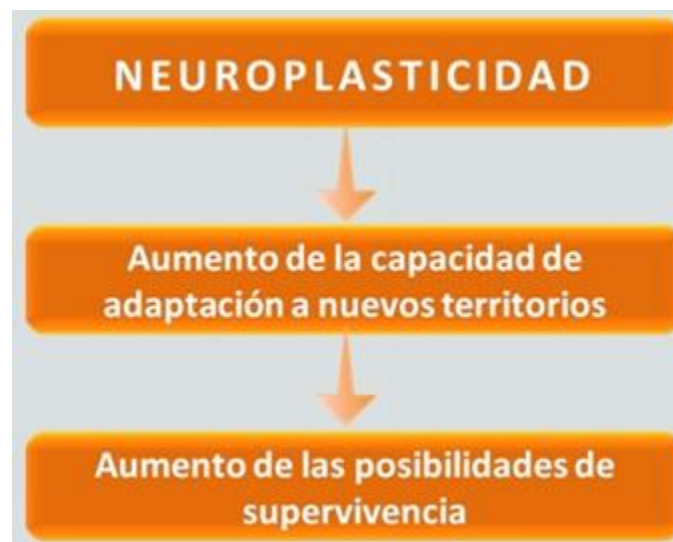 NEUROPLASTICIDAD
Aumento de la capacidad de
adaptación a nuevos territorios
Aumento de las posibilidades de
supervivencia